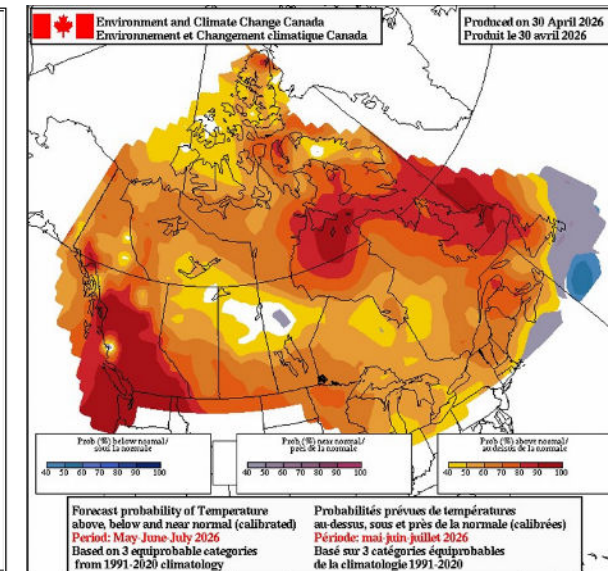 Environment and Climate Change Canada
Environnement et Changement climatique Canada
Produced on 30 April 2026
Produit le 30 avril 2026
Prob (%) below normal/
sous la normale
40 50 60 70 80 90 100
Prob (%) near normal/
près de la normale
40 50 60 70 80 90 100
Prob (%) above normal/
au-dessus de la normale
40 50 60 70 80 90 100
Forecast probability of Temperature
above, below and near normal (calibrated)
Period: May-June-July 2026
Based on 3 equiprobable categories
from 1991-2020 climatology
Probabilités prévues de températures
au-dessus, sous et près de la normale (calibrées)
Période: mai-juin-juillet 2026
Basé sur 3 catégories équiprobables
de la climatologie 1991-2020